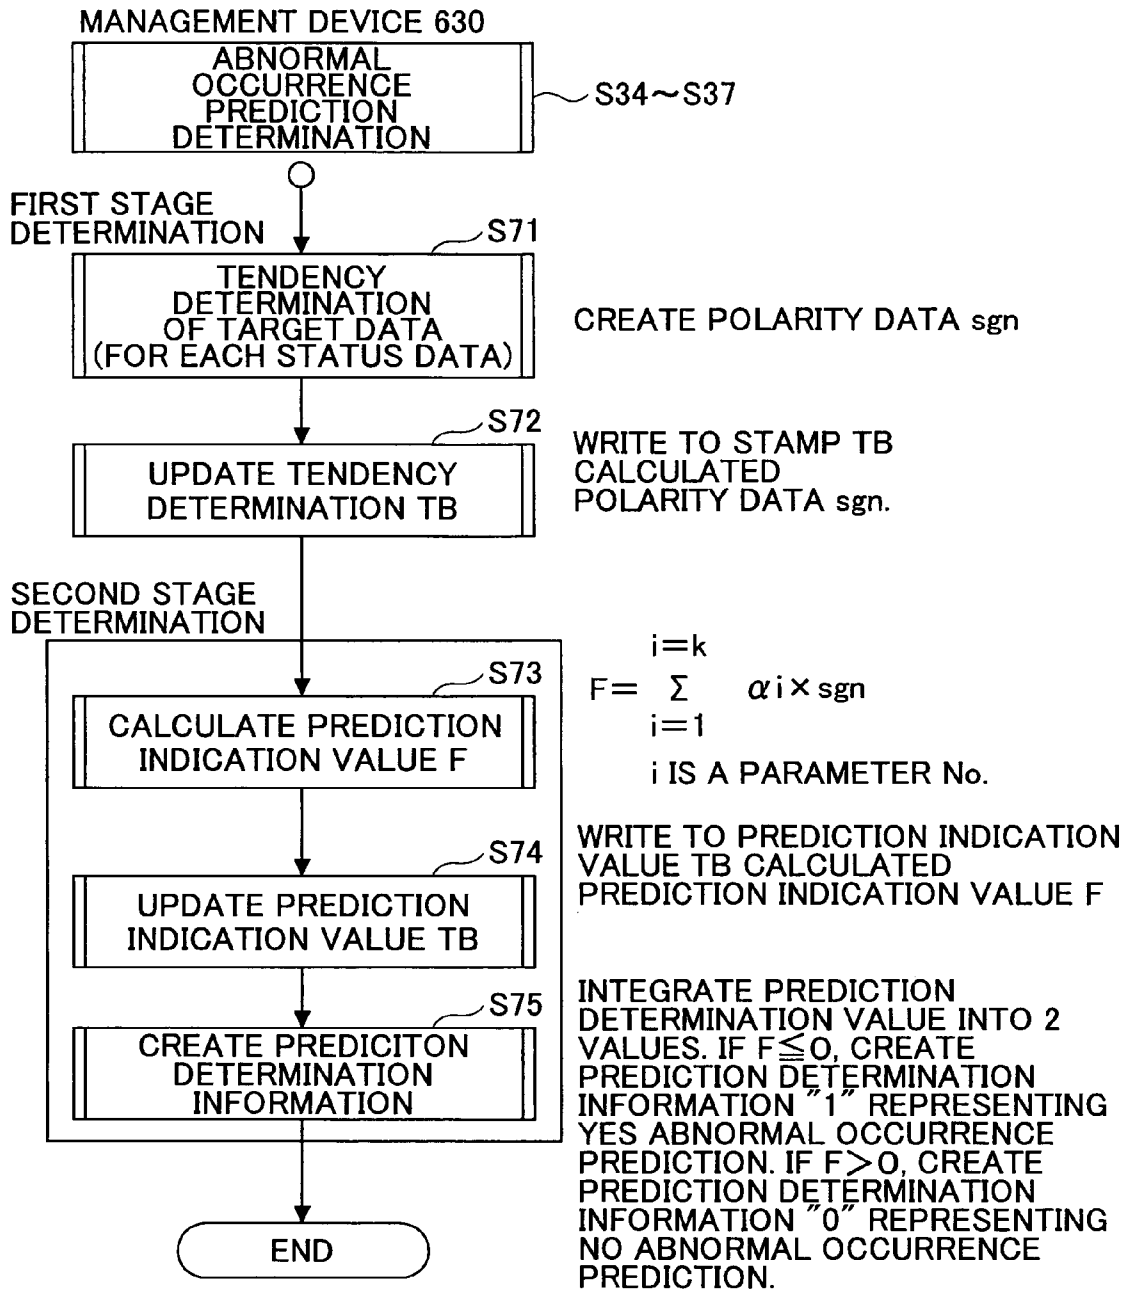 MANAGEMENT DEVICE 630
ABNORMAL
OCCURRENCE
PREDICTION
DETERMINATION
S34～S37
FIRST STAGE
DETERMINATION
S71
TENDENCY
DETERMINATION
OF TARGET DATA
(FOR EACH STATUS DATA)
CREATE POLARITY DATA sgn
S72
UPDATE TENDENCY
DETERMINATION TB
WRITE TO STAMP TB
CALCULATED
POLARITY DATA sgn.
SECOND STAGE
DETERMINATION
S73
CALCULATE PREDICTION
INDICATION VALUE F
i=k
F= Σ αi× sgn
i=1
i IS A PARAMETER No.
S74
UPDATE PREDICTION
INDICATION VALUE TB
WRITE TO PREDICTION INDICATION
VALUE TB CALCULATED
PREDICTION INDICATION VALUE F
S75
CREATE PREDICITON
DETERMINATION
INFORMATION
INTEGRATE PREDICTION
DETERMINATION VALUE INTO 2
VALUES. IF F≦0, CREATE
PREDICTION DETERMINATION
INFORMATION "1" REPRESENTING
YES ABNORMAL OCCURRENCE
PREDICTION. IF F>0, CREATE
PREDICTION DETERMINATION
INFORMATION "0" REPRESENTING
NO ABNORMAL OCCURRENCE
PREDICTION.
END